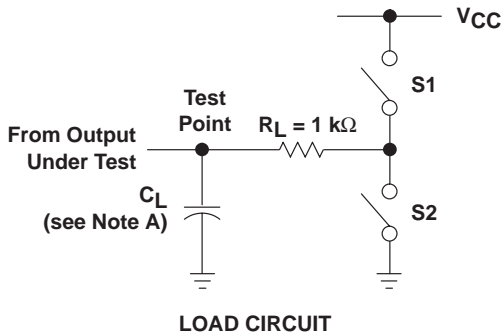 VCC
S1
Test
Point
RL = 1 kΩ
From Output
Under Test
CL
(see Note A)
S2
LOAD CIRCUIT